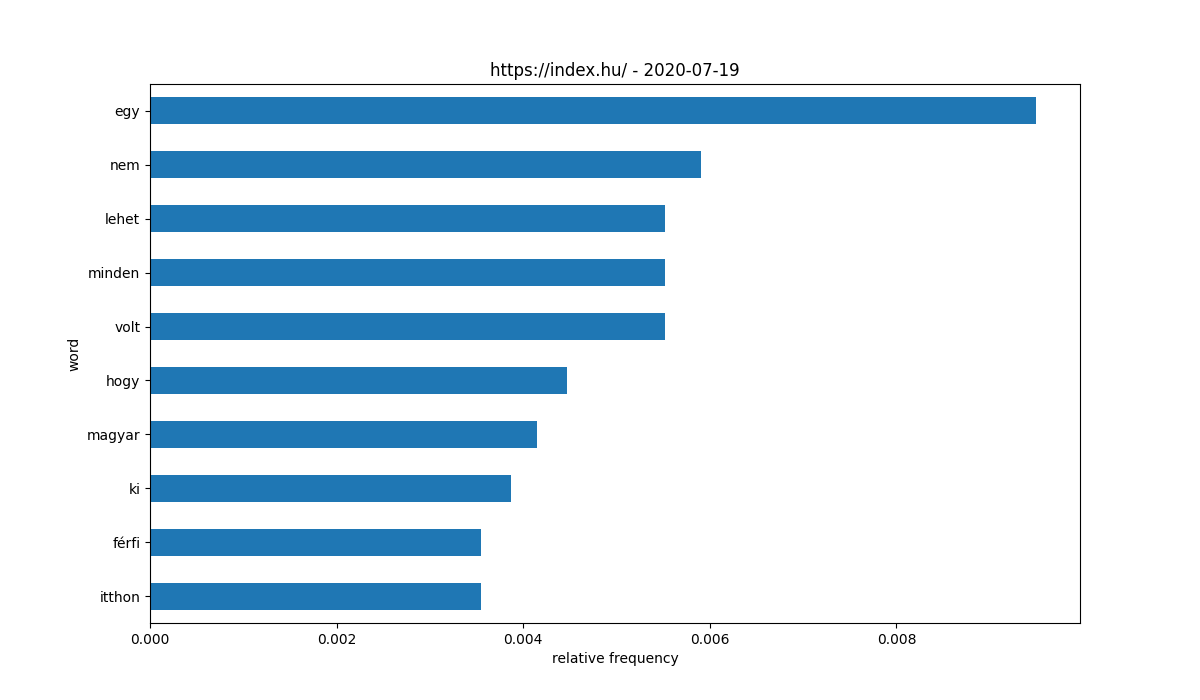 https://index.hu/ - 2020-07-19
egy
nem
lehet
minden
volt
hogy
magyar
ki
férfi
itthon
word
0.000 0.002 0.004 0.006 0.008
relative frequency